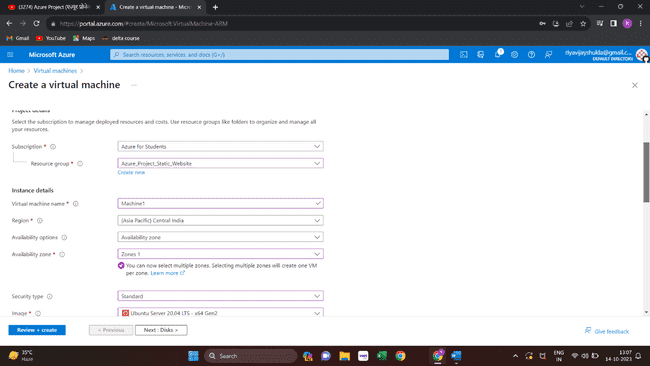 Create a virtual machine - Micro
https://portal.azure.com/#create/Microsoft.VirtualMachine-ARM
Gmail
YouTube
Maps
delta course
Microsoft Azure
Search resources, services, and docs (G+/)
DEFAULT DIRECTORY
Home > Virtual machines >
Create a virtual machine ...
Project details
Select the subscription to manage deployed resources and costs. Use resource groups like folders to organize and manage all
your resources.
Subscription *
Azure for Students
Resource group *
Azure_Project_Static_Website
Create new
Instance details
Virtual machine name *
Machine1
Region *
(Asia Pacific) Central India
Availability options
Availability zone
Availability zone *
Zones 1
You can now select multiple zones. Selecting multiple zones will create one VM
per zone. Learn more
Security type
Standard
Image *
Ubuntu Server 20.04 LTS - x64 Gen2
Review + create
< Previous
Next : Disks >
Give feedback
35°C
Haze
Search
ENG
IN
13:07
14-10-2023